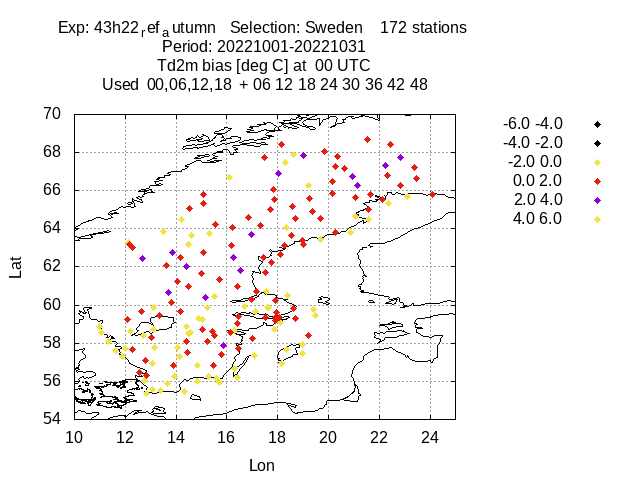 Exp: 43h22refautumn Selection: Sweden 172 stations
Period: 20221001-20221031
Td2m bias [deg C] at 00 UTC
Used 00,06,12,18 + 06 12 18 24 30 36 42 48
70
68
66
64
62
60
58
56
54
Lat
10 12 14 16 18 20 22 24
Lon
-6.0 -4.0
-4.0 -2.0
-2.0 0.0
0.0 2.0
2.0 4.0
4.0 6.0